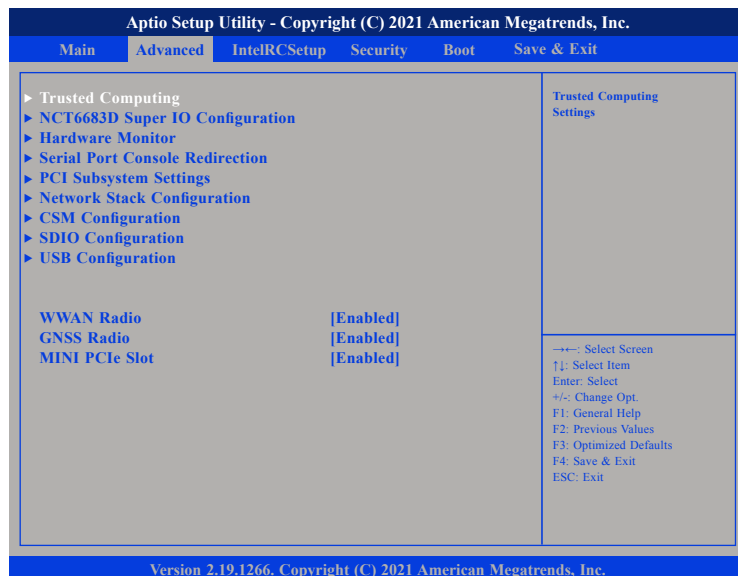 Aptio Setup Utility - Copyright (C) 2021 American Megatrends, Inc.
Main Advanced IntelRCSetup Security Boot Save & Exit
► Trusted Computing
► NCT6683D Super IO Configuration
► Hardware Monitor
► Serial Port Console Redirection
► PCI Subsystem Settings
► Network Stack Configuration
► CSM Configuration
► SDIO Configuration
► USB Configuration
WWAN Radio [Enabled]
GNSS Radio [Enabled]
MINI PCIe Slot [Enabled]
Trusted Computing
Settings
→←: Select Screen
↑↓: Select Item
Enter: Select
+/-: Change Opt.
F1: General Help
F2: Previous Values
F3: Optimized Defaults
F4: Save & Exit
ESC: Exit
Version 2.19.1266. Copyright (C) 2021 American Megatrends, Inc.